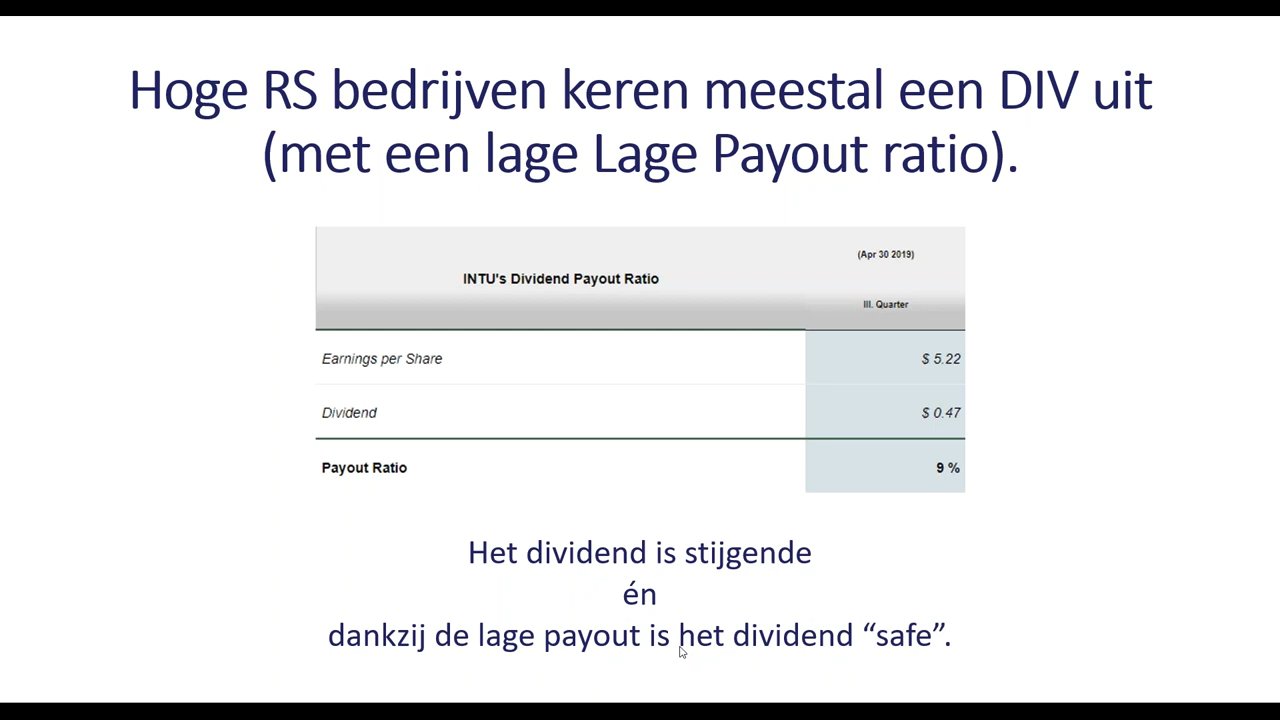 Hoge RS bedrijven keren meestal een DIV uit
(met een lage Lage Payout ratio).
(Apr 30 2019)
INTU's Dividend Payout Ratio
III. Quarter
Earnings per Share $ 5.22
Dividend $ 0.47
Payout Ratio 9 %
Het dividend is stijgende
én
dankzij de lage payout is het dividend “safe”.